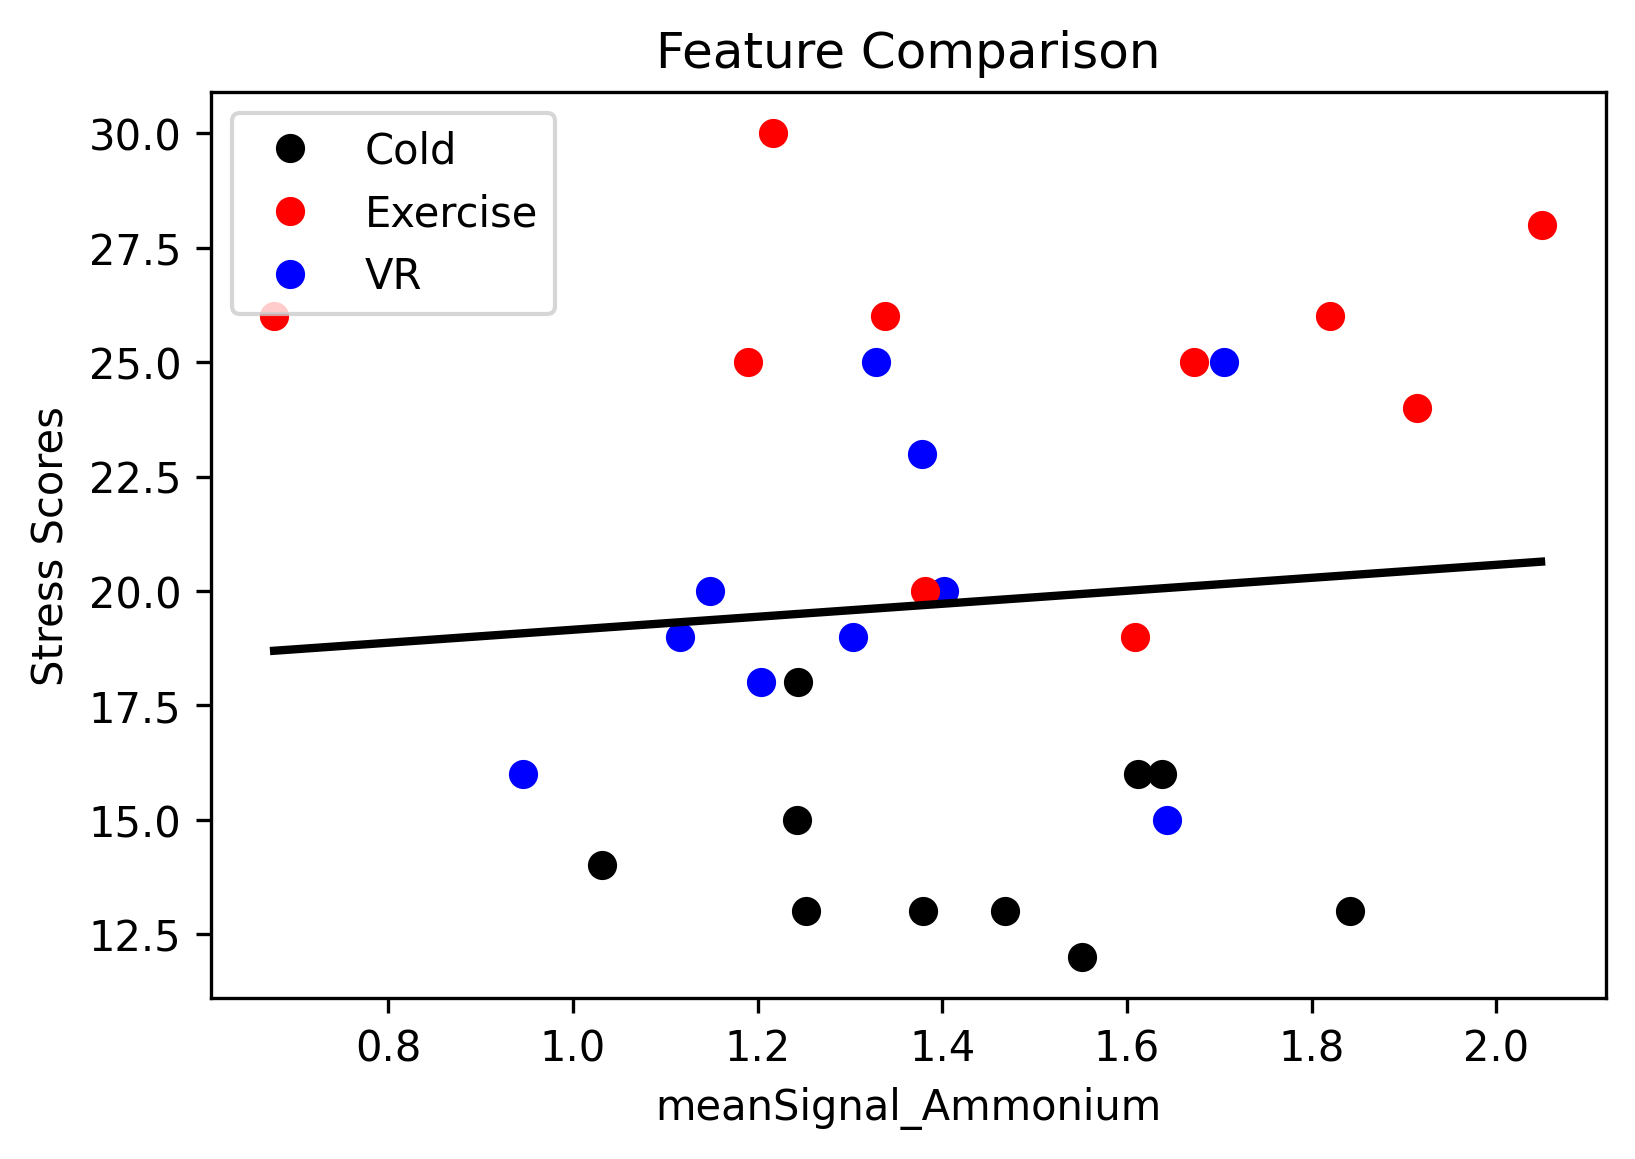 Feature Comparison
Cold
Exercise
VR
30.0
27.5
25.0
22.5
20.0
17.5
15.0
12.5
Stress Scores
0.8 1.0 1.2 1.4 1.6 1.8 2.0
meanSignal_Ammonium